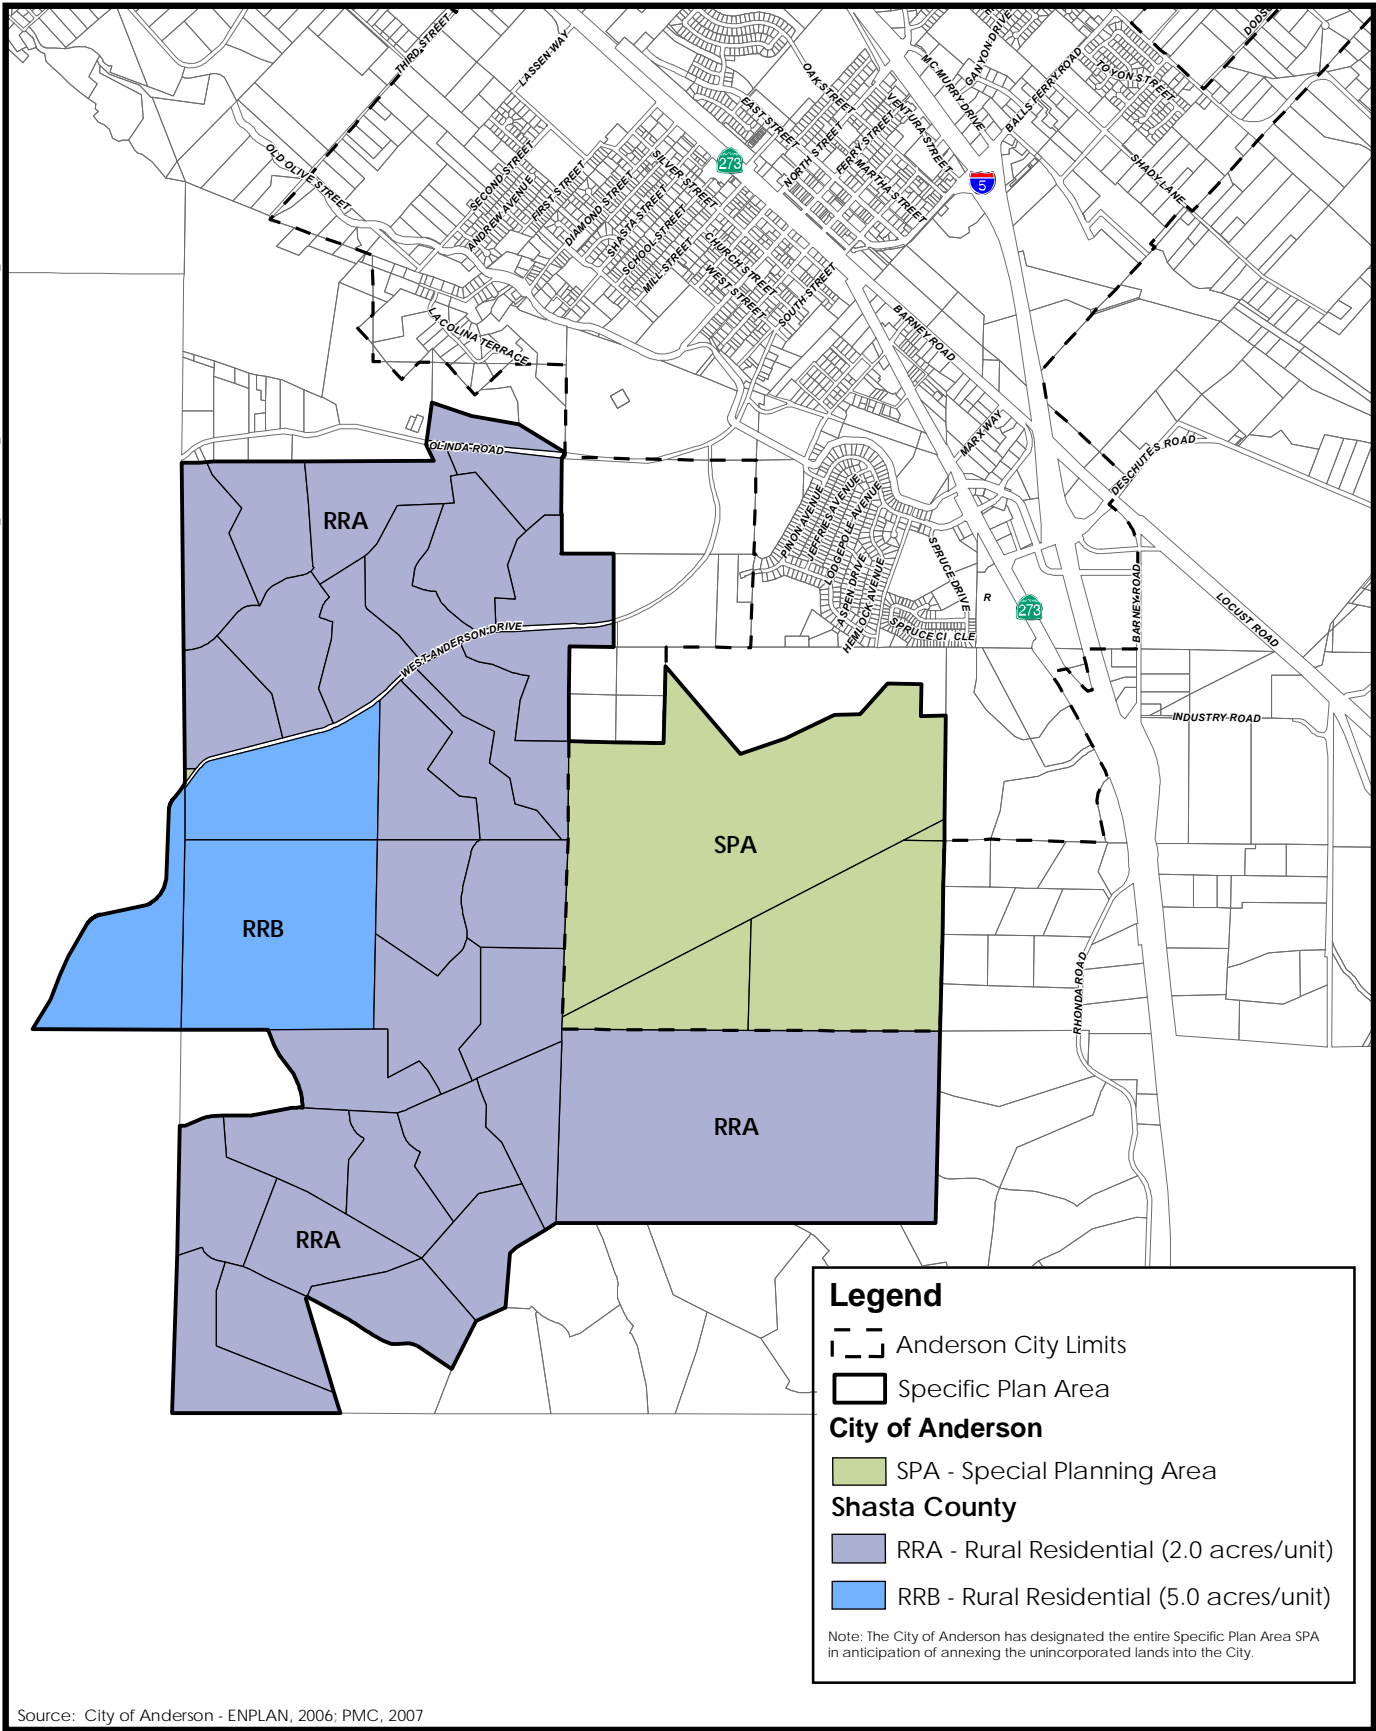 THIRD STREET
LASSEN WAY
OAK STREET
MC MURRY DRIVE
GANYON DRIVE
BALLS FERRY ROAD
TOYON STREET
EAST STREET
VENTURA STREET
OLD OLIVE STREET
SECOND STREET
ANDREW AVENUE
FIRST STREET
DIAMOND STREET
SHASTA STREET
SCHOOL STREET
MILL STREET
SILVER STREET
273
NORTH STREET
FERRY STREET
MARTHA STREET
5
SHADY LANE
CHURCH STREET
WEST STREET
SOUTH STREET
LACOLINA TERRACE
BARNEY ROAD
MARX WAY
DESCHUTES ROAD
OLINDA ROAD
PINON AVENUE
JEFFRIES AVENUE
LODGEPOLE AVENUE
ASPEN DRIVE
HEMLOCK AVENUE
SPRUCE DRIVE
R
SPRUCE CI CLE
273
BARNEY ROAD
LOCUST ROAD
RRA
WEST ANDERSON DRIVE
INDUSTRY ROAD
SPA
RRB
RHONDA ROAD
RRA
RRA
Legend
Anderson City Limits
Specific Plan Area
City of Anderson
SPA - Special Planning Area
Shasta County
RRA - Rural Residential (2.0 acres/unit)
RRB - Rural Residential (5.0 acres/unit)
Note: The City of Anderson has designated the entire Specific Plan Area SPA
in anticipation of annexing the unincorporated lands into the City.
Source: City of Anderson - ENPLAN, 2006; PMC, 2007